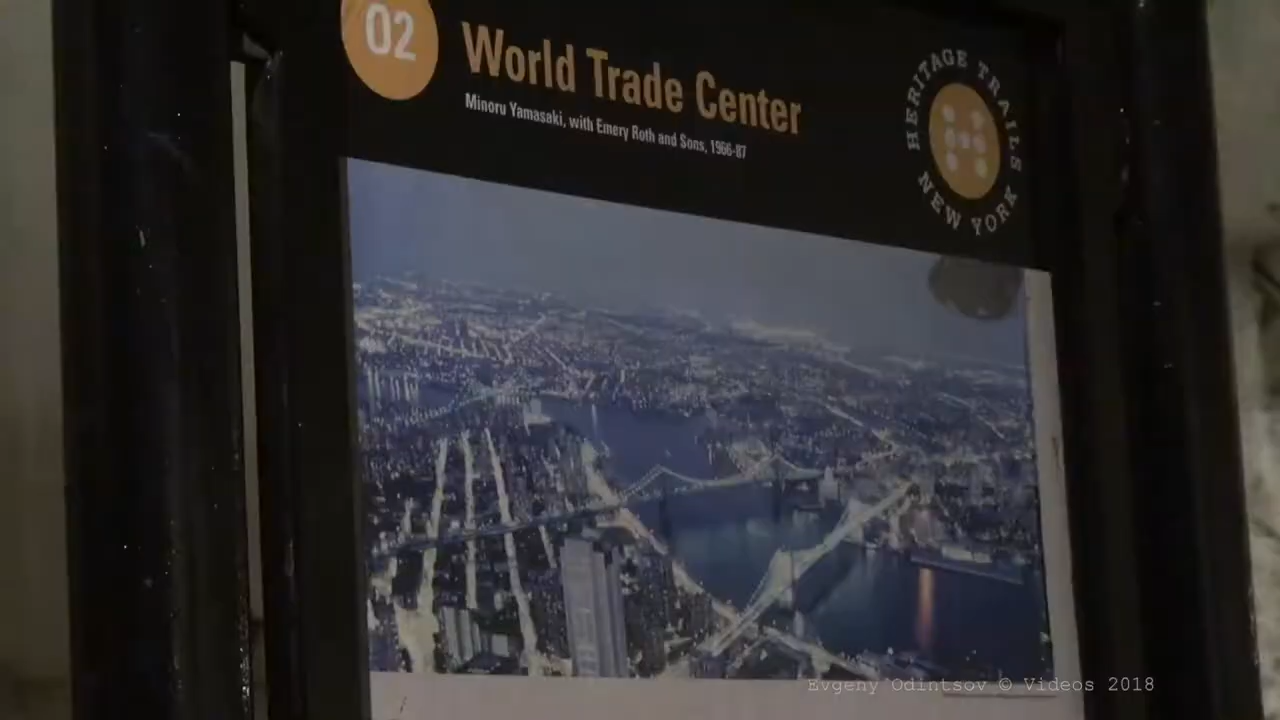 02
World Trade Center
Minoru Yamasaki, with Emery Roth and Sons, 1966-87
HERITAGE TRAILS
NEW YORK
Evgeny Odintsov © Videos 2018